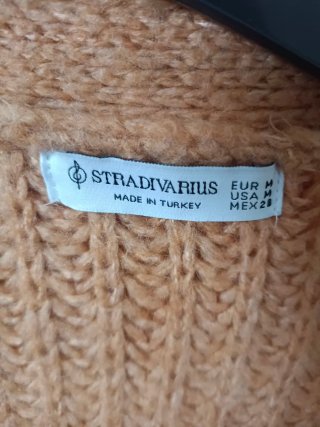 STRADIVARIUS
MADE IN TURKEY
EUR M
USA M
MEX 28